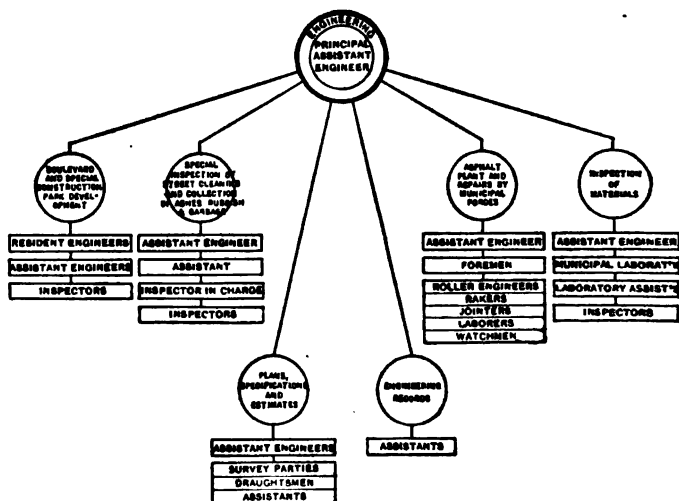 ENGINEERING
PRINCIPAL
ASSISTANT
ENGINEER
BOULEVARD
AND SPECIAL
CONSTRUCTION
PARK DEVEL-
OPMENT
RESIDENT ENGINEERS
ASSISTANT ENGINEERS
INSPECTORS
SPECIAL
INSPECTION OF
STREET CLEANING
AND COLLECTION
OF ASHES RUBBISH
& GARBAGE
ASSISTANT ENGINEER
ASSISTANT
INSPECTOR IN CHARGE
INSPECTORS
PLANS,
SPECIFICATIONS
AND
ESTIMATES
ASSISTANT ENGINEERS
SURVEY PARTIES
DRAUGHTSMEN
ASSISTANTS
ENGINEERING
RECORDS
ASSISTANTS
ASPHALT
PLANT AND
REPAIRS BY
MUNICIPAL
FORCES
ASSISTANT ENGINEER
FOREMEN
ROLLER ENGINEERS
RAKERS
JOINTERS
LABORERS
WATCHMEN
INSPECTION
OF
MATERIALS
ASSISTANT ENGINEER
MUNICIPAL LABORAT'Y
LABORATORY ASSIST'S
INSPECTORS